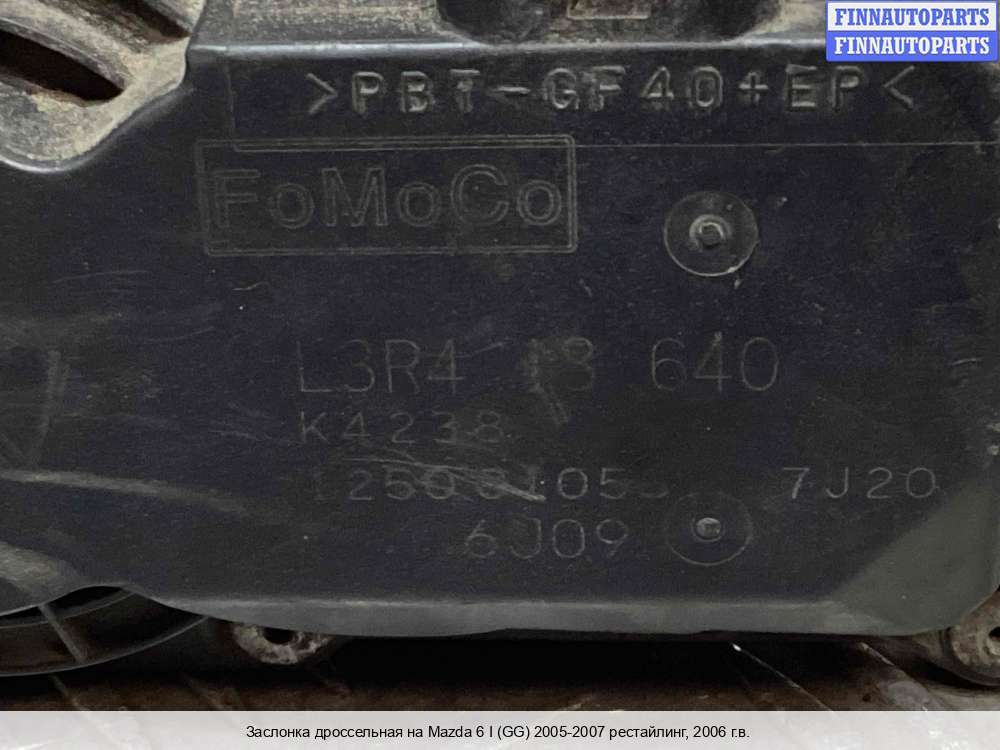 FINNAUTOPARTS
FINNAUTOPARTS
>PBT-GF40+EP<
FoMoCo
L3R4 13 640
K4238
7J20
6J09
Заслонка дроссельная на Mazda 6 I (GG) 2005-2007 рестайлинг, 2006 г.в.